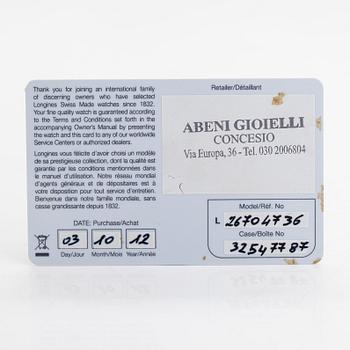 Thank you for joining an international family
of discerning owners who have selected
Longines Swiss Made watches since 1832.
Your fine quality watch is guaranteed according
to the Terms and Conditions set forth in the
accompanying Owner's Manual by presenting
the watch and this card to any of our worldwide
Service Centers or authorized dealers.
Longines vous félicite d'avoir choisi un modèle
de sa prestigieuse collection, dont la qualité est
garantie par les conditions mentionnées dans
le manuel d'utilisation. Notre réseau mondial
d'agents généraux et de dépositaires est à
votre disposition pour tout service d'entretien.
Bienvenue dans notre famille mondiale, sans
cesse grandissante depuis 1832.
DATE: Purchase/Achat
03 10 12
Day/Jour Month/Mois Year/Année
Retailer/Détaillant
ABENI GIOIELLI
CONCESIO
Via Europa, 36 - Tel. 030 2006804
Model/Réf. No
L 26704736
Case/Boîte No
32547787